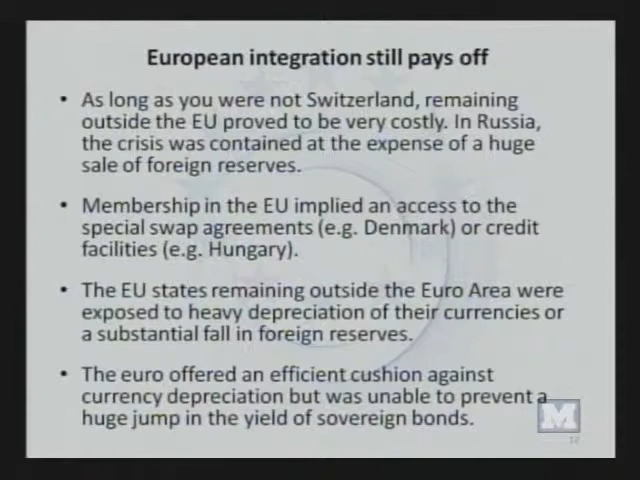 European integration still pays off
• As long as you were not Switzerland, remaining
outside the EU proved to be very costly. In Russia,
the crisis was contained at the expense of a huge
sale of foreign reserves.
• Membership in the EU implied an access to the
special swap agreements (e.g. Denmark) or credit
facilities (e.g. Hungary).
• The EU states remaining outside the Euro Area were
exposed to heavy depreciation of their currencies or
a substantial fall in foreign reserves.
• The euro offered an efficient cushion against
currency depreciation but was unable to prevent a
huge jump in the yield of sovereign bonds.
M